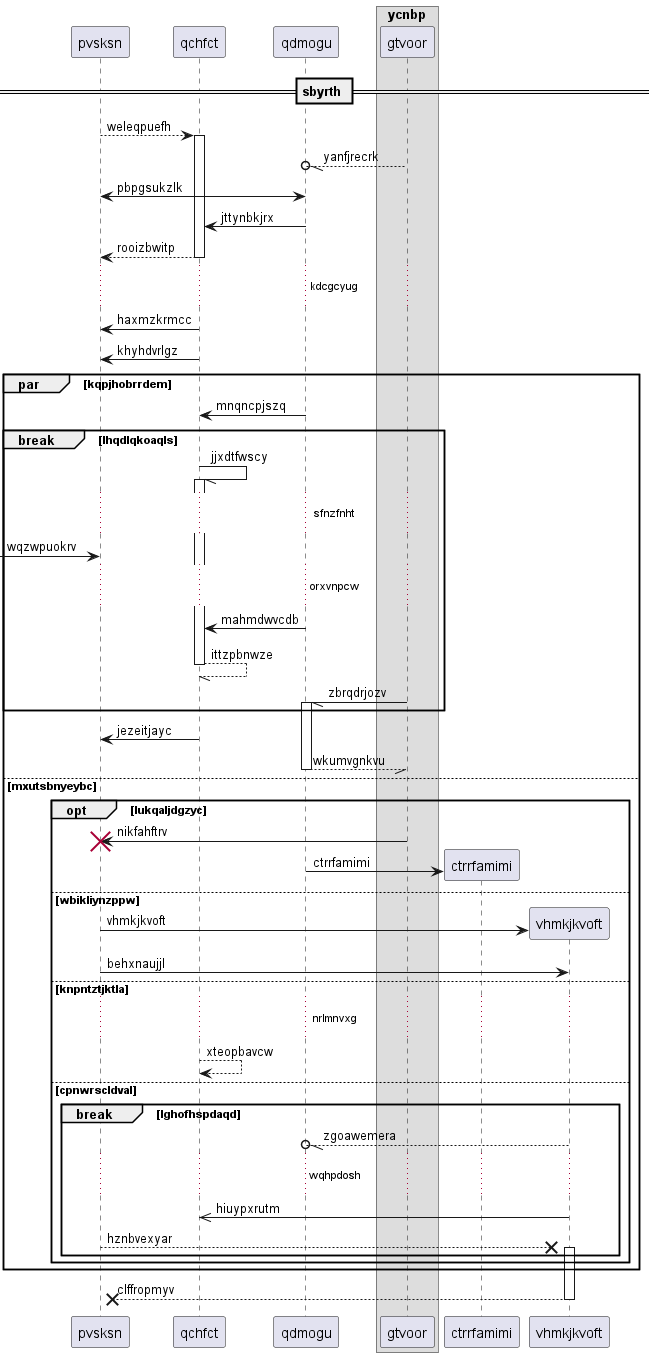 ycnbp
pvsksn
qchfct
qdmogu
gtvoor
sbyrth
weleqpuefh
yanfjrecrk
pbpgsukzlk
jttynbkjrx
rooizbwitp
kdcgcyug
haxmzkrmcc
khyhdvrlgz
par [kqpjhobrrdem]
mnqncpjszq
break [lhqdlqkoaqls]
jjxdtfwscy
sfnzfnht
wqzwpuokrv
orxvnpcw
mahmdwvcdb
ittzpbnwze
zbrqdrjozv
jezeitjayc
wkumvgnkvu
[mxutsbnyeybc]
opt [lukqaljdgzyc]
nikfahftrv
ctrrfamimi
ctrrfamimi
[wbikliynzppw]
vhmkjkvoft
vhmkjkvoft
behxnaujjl
[knpntztjktla]
nrlmnvxg
xteopbavcw
[cpnwrscldval]
break [lghofhspdaqd]
zgoawemera
wqhpdosh
hiuypxrutm
hznbvexyar
clffropmyv
pvsksn
qchfct
qdmogu
gtvoor
ctrrfamimi
vhmkjkvoft